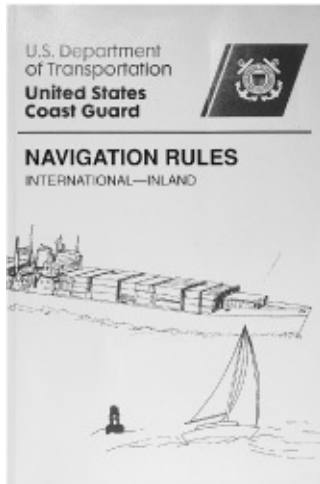 U.S. Department
of Transportation
United States
Coast Guard
NAVIGATION RULES
INTERNATIONAL—INLAND